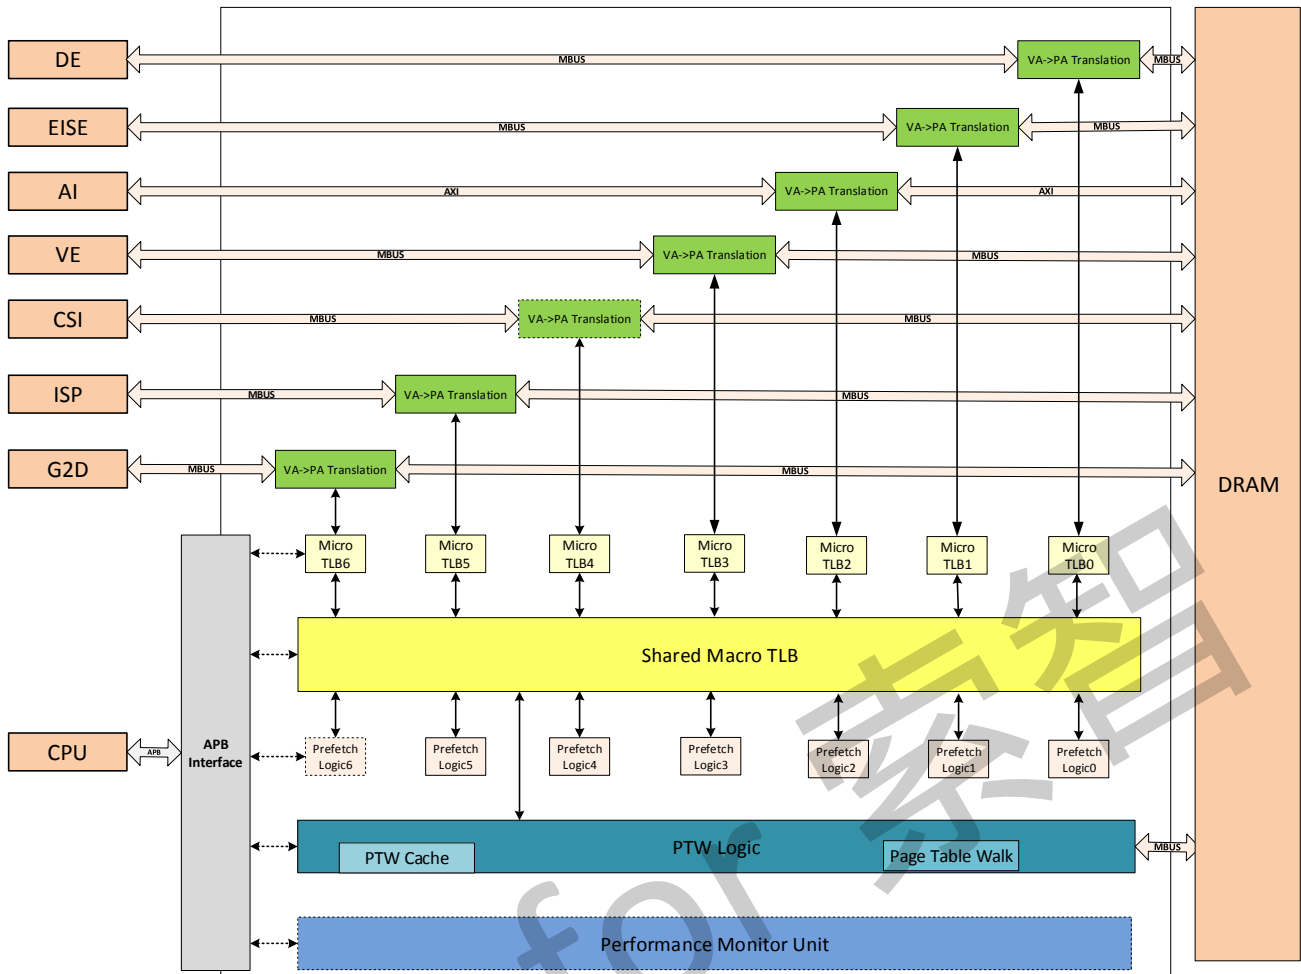 DE
MBUS
VA->PA Translation
MBUS
EISE
MBUS
VA->PA Translation
MBUS
AI
AXI
VA->PA Translation
AXI
VE
MBUS
VA->PA Translation
MBUS
CSI
MBUS
VA->PA Translation
MBUS
ISP
MBUS
VA->PA Translation
MBUS
G2D
MBUS
VA->PA Translation
MBUS
DRAM
Micro
TLB6
Micro
TLB5
Micro
TLB4
Micro
TLB3
Micro
TLB2
Micro
TLB1
Micro
TLB0
Shared Macro TLB
CPU
APB
APB
Interface
Prefetch
Logic6
Prefetch
Logic5
Prefetch
Logic4
Prefetch
Logic3
Prefetch
Logic2
Prefetch
Logic1
Prefetch
Logic0
PTW Logic
PTW Cache
Page Table Walk
MBUS
Performance Monitor Unit
for 索智